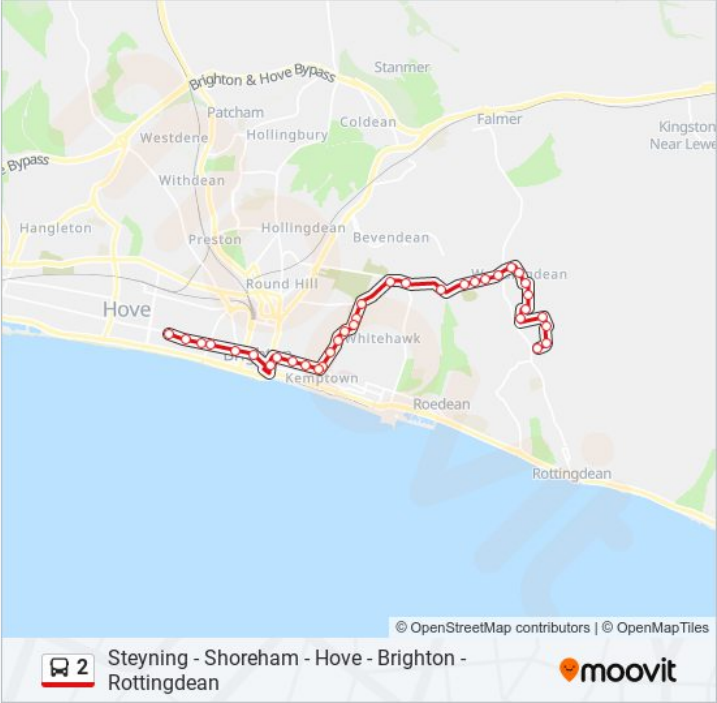 Stanmer
Brighton & Hove Bypass
Patcham
Coldean
Falmer
Kingston
Near Lewe
Hollingbury
Westdene
e Bypass
Withdean
Hangleton
Hollingdean
Preston
Bevendean
Round Hill
Hove
Whitehawk
Kemptown
Roedean
Rottingdean
© OpenStreetMap contributors | © OpenMapTiles
2
Steyning - Shoreham - Hove - Brighton -
Rottingdean
moovit